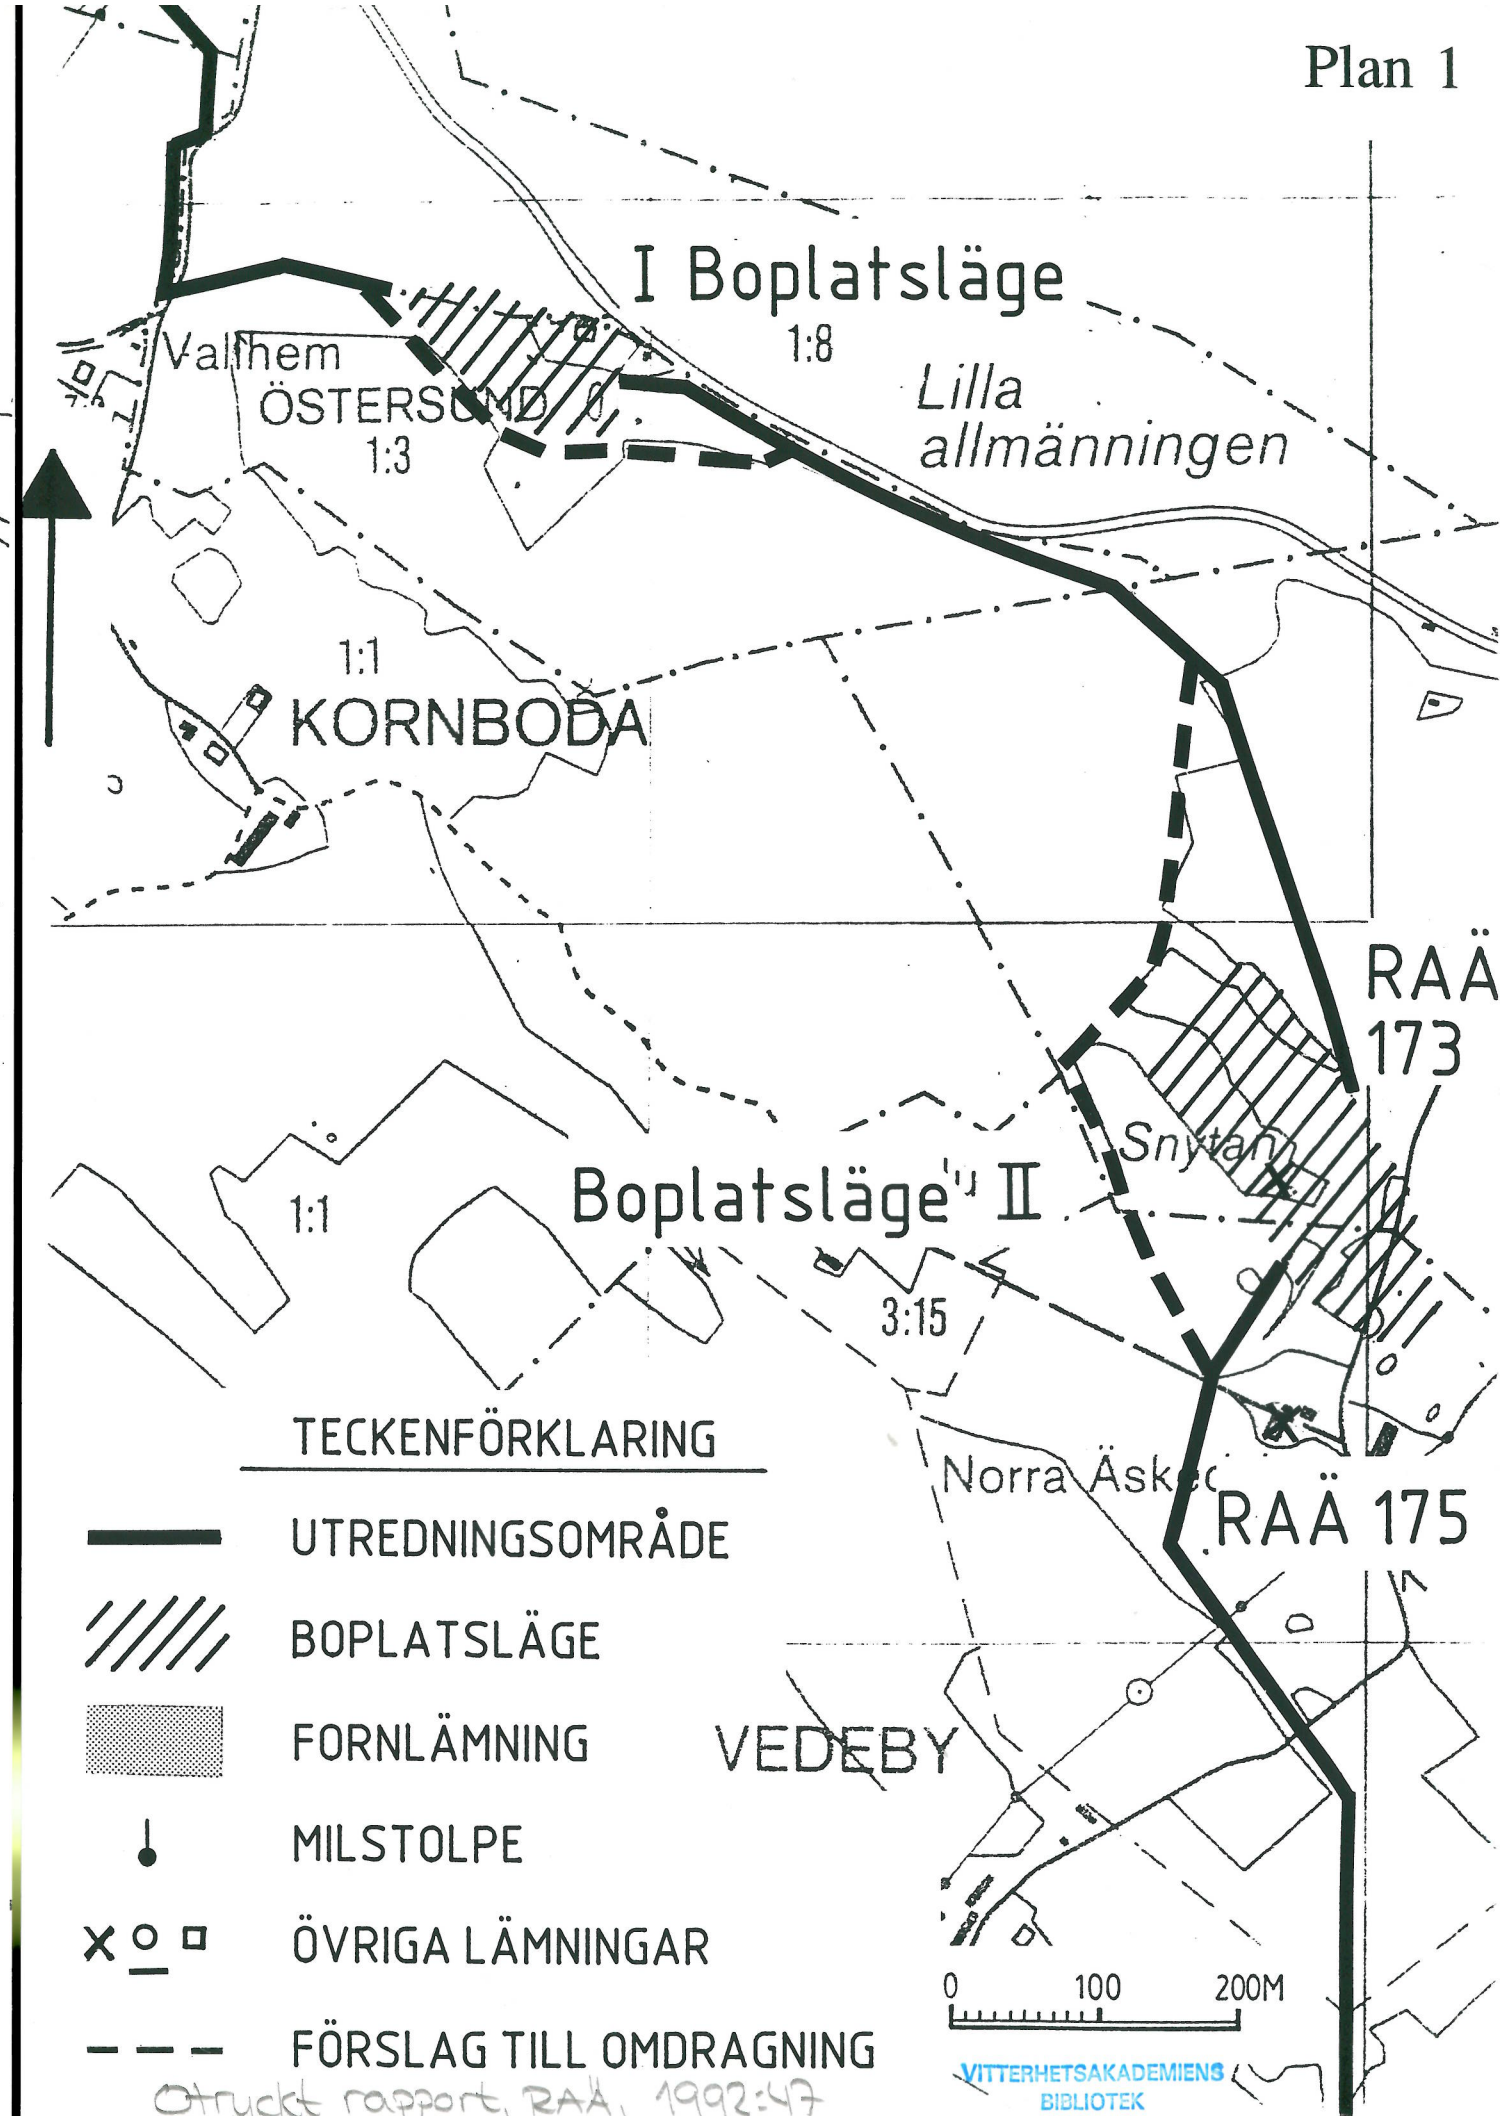 Plan 1
I Boplatsläge
1:8
Vallhem
ÖSTERSUND
1:3
Lilla
allmänningen
1:1
KORNBODA
RAÄ
173
Snytan
Boplatsläge II
1:1
3:15
Norra Äske
RAÄ 175
VEDEBY
TECKENFÖRKLARING
UTREDNINGSOMRÅDE
BOPLATSLÄGE
FORNLÄMNING
MILSTOLPE
ÖVRIGA LÄMNINGAR
FÖRSLAG TILL OMDRAGNING
0 100 200M
Otryckt rapport, RAÄ, 1992:47
VITTERHETSAKADEMIENS
BIBLIOTEK